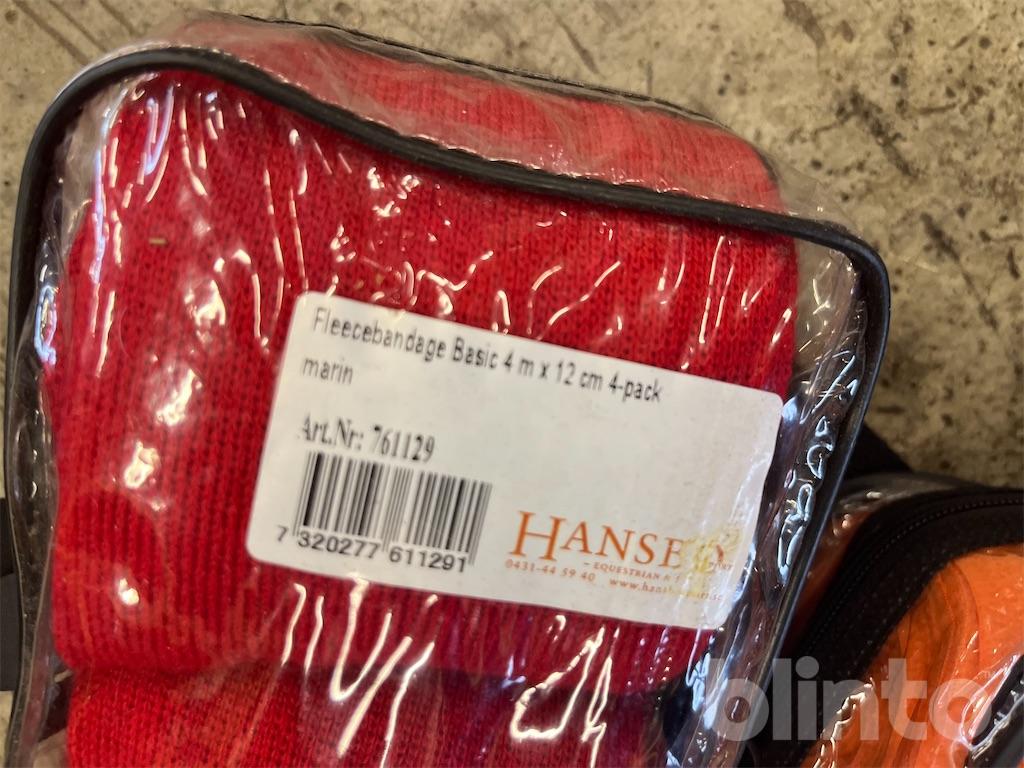 Fleecebandage Basic 4 m x 12 cm 4-pack
marin
Art.Nr: 761129
7 320277 611291
HANSBO
EQUESTRIAN &
0431-44 59 40
blinto